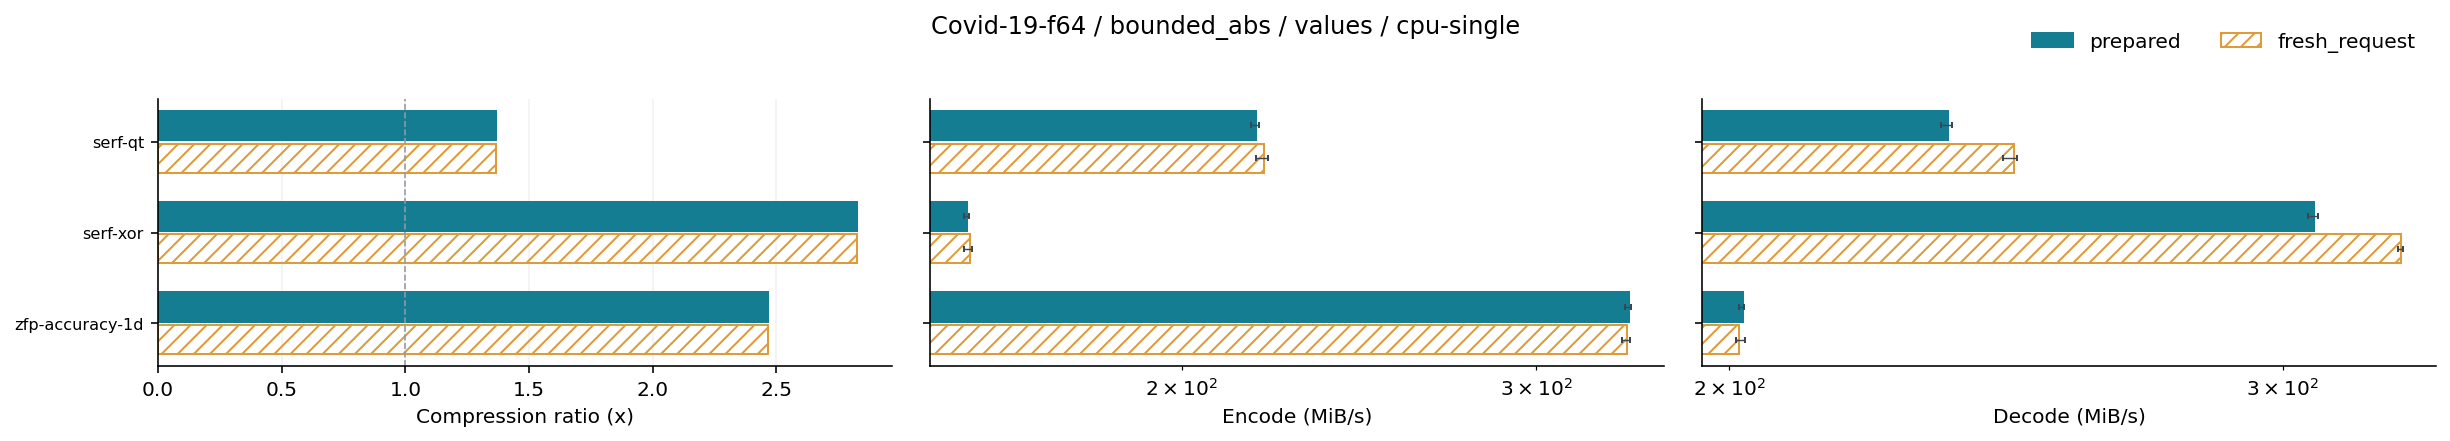 Covid-19-f64 / bounded_abs / values / cpu-single
prepared fresh_request
serf-qt
serf-xor
zfp-accuracy-1d
0.0 0.5 1.0 1.5 2.0 2.5
Compression ratio (x)
2 × 10² 3 × 10²
Encode (MiB/s)
2 × 10² 3 × 10²
Decode (MiB/s)